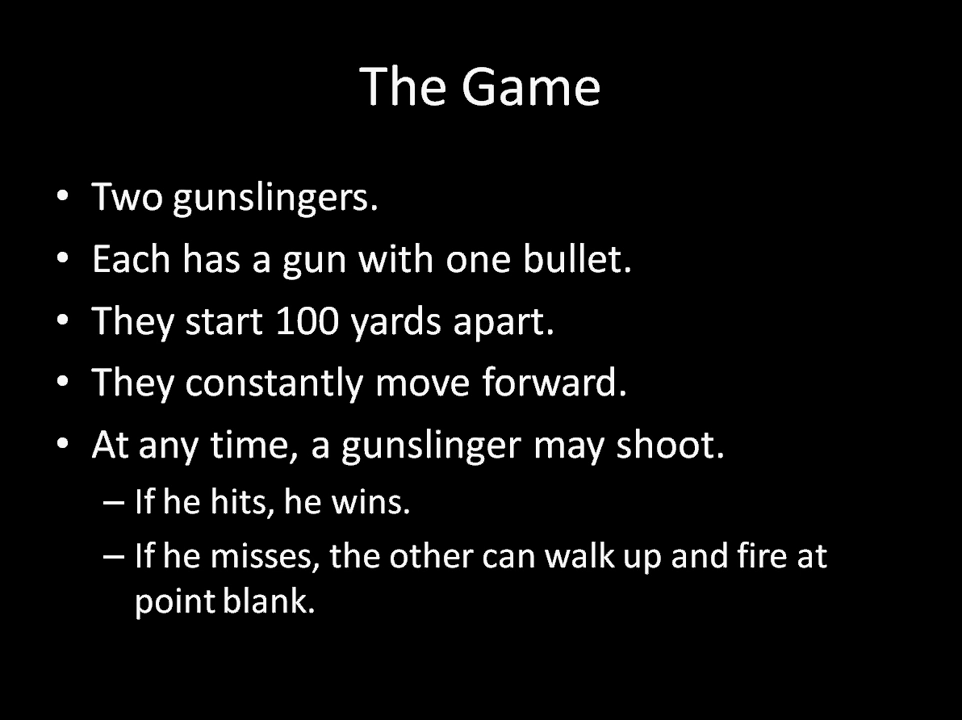 The Game
• Two gunslingers.
• Each has a gun with one bullet.
• They start 100 yards apart.
• They constantly move forward.
• At any time, a gunslinger may shoot.
– If he hits, he wins.
– If he misses, the other can walk up and fire at
point blank.